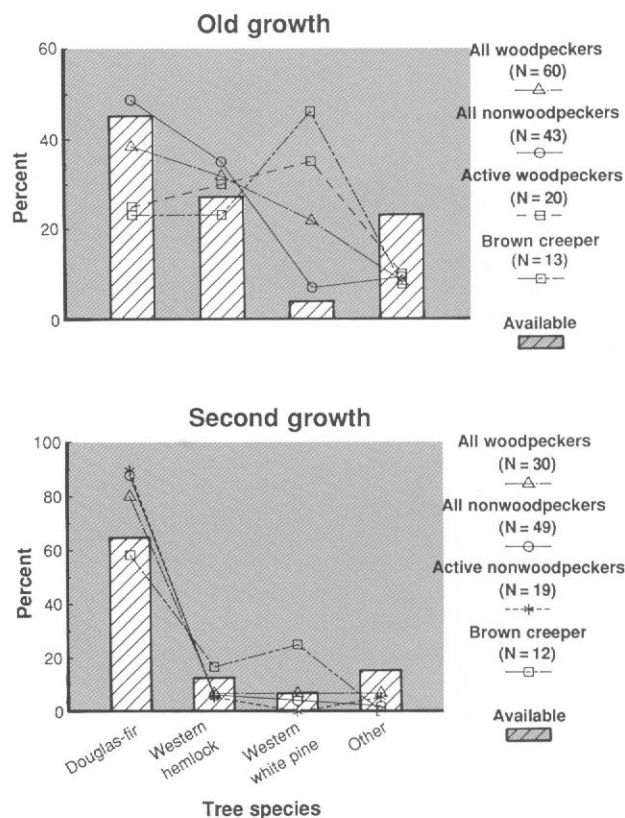 Old growth
60
40
20
0
Percent
All woodpeckers
(N = 60)
All nonwoodpeckers
(N = 43)
Active woodpeckers
(N = 20)
Brown creeper
(N = 13)
Available
Second growth
100
80
60
40
20
0
Percent
Douglas-fir
Western
hemlock
Western
white pine
Other
Tree species
All woodpeckers
(N = 30)
All nonwoodpeckers
(N = 49)
Active nonwoodpeckers
(N = 19)
Brown creeper
(N = 12)
Available